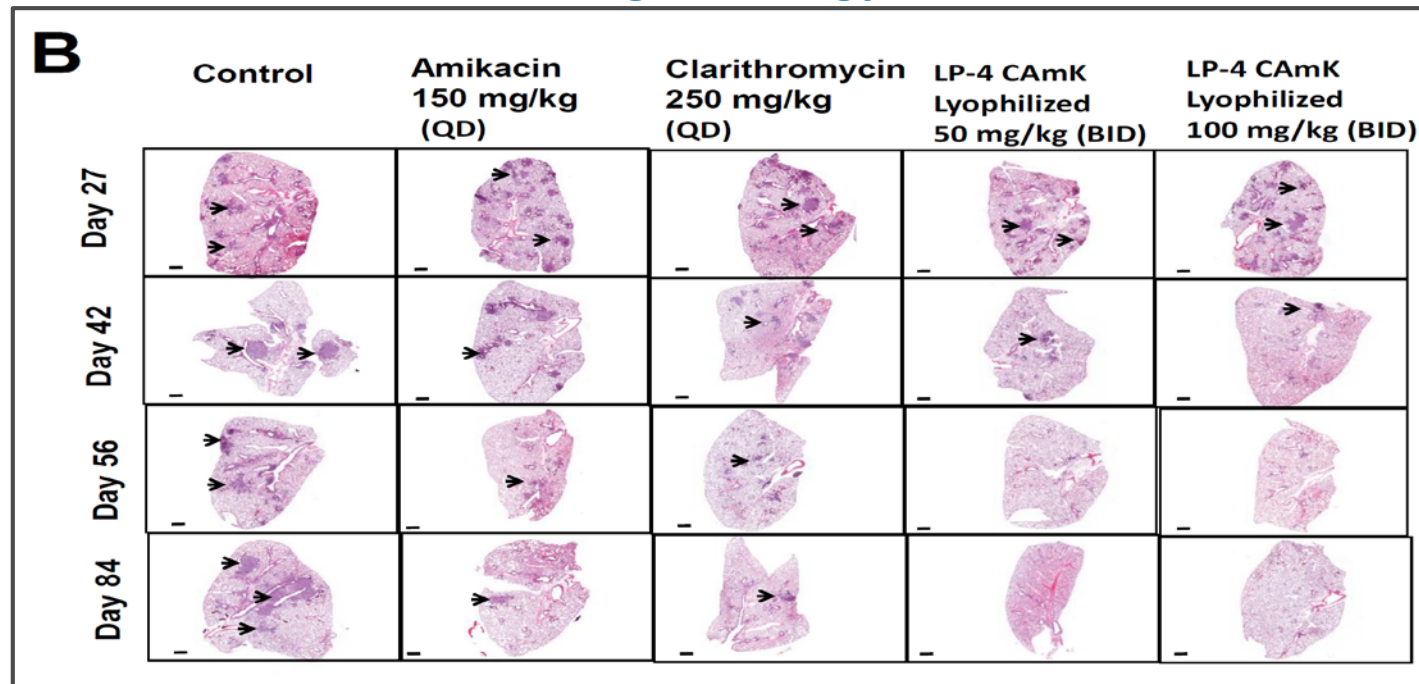 B
Control
Amikacin
150 mg/kg
(QD)
Clarithromycin
250 mg/kg
(QD)
LP-4 CAmK
Lyophilized
50 mg/kg (BID)
LP-4 CAmK
Lyophilized
100 mg/kg (BID)
Day 27
Day 42
Day 56
Day 84